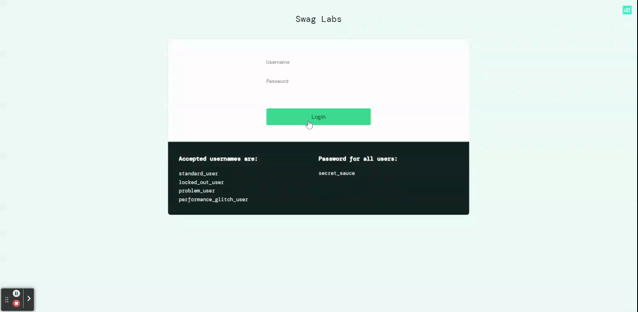 Swag Labs
Username
Password
Login
Accepted usernames are:
standard_user
locked_out_user
problem_user
performance_glitch_user
Password for all users:
secret_sauce